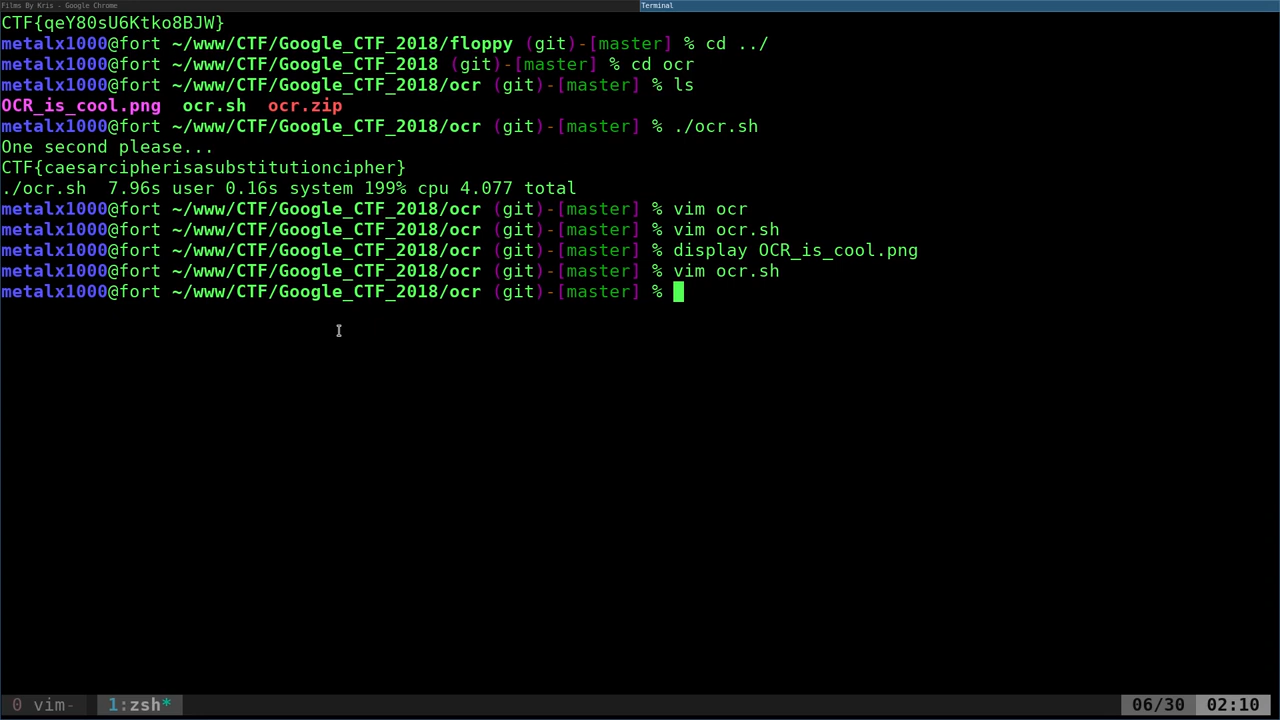 Films By Kris - Google Chrome
Terminal
CTF{qeY80sU6Ktko8BJW}
metalx1000@fort ~/www/CTF/Google_CTF_2018/floppy (git)-[master] % cd ../
metalx1000@fort ~/www/CTF/Google_CTF_2018 (git)-[master] % cd ocr
metalx1000@fort ~/www/CTF/Google_CTF_2018/ocr (git)-[master] % ls
OCR_is_cool.png  ocr.sh  ocr.zip
metalx1000@fort ~/www/CTF/Google_CTF_2018/ocr (git)-[master] % ./ocr.sh
One second please...
CTF{caesarcipherisasubstitutioncipher}
./ocr.sh  7.96s user 0.16s system 199% cpu 4.077 total
metalx1000@fort ~/www/CTF/Google_CTF_2018/ocr (git)-[master] % vim ocr
metalx1000@fort ~/www/CTF/Google_CTF_2018/ocr (git)-[master] % vim ocr.sh
metalx1000@fort ~/www/CTF/Google_CTF_2018/ocr (git)-[master] % display OCR_is_cool.png
metalx1000@fort ~/www/CTF/Google_CTF_2018/ocr (git)-[master] % vim ocr.sh
metalx1000@fort ~/www/CTF/Google_CTF_2018/ocr (git)-[master] %
0 vim-  1:zsh*  06/30  02:10